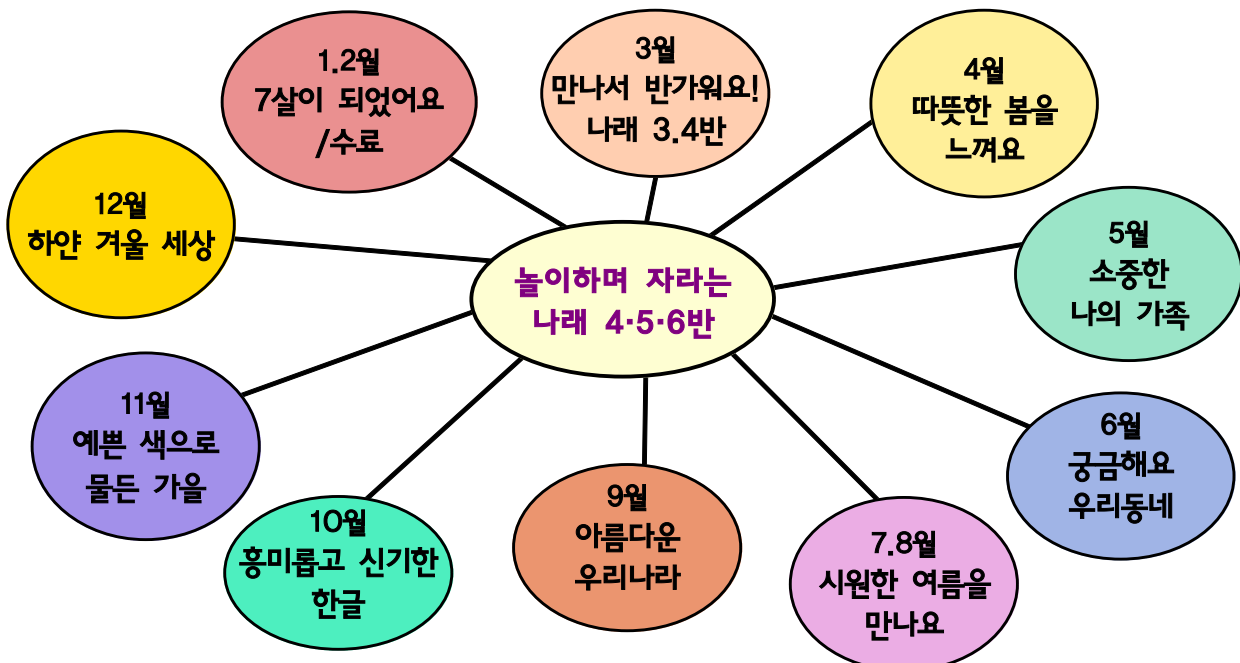 1.2월
7살이 되었어요
/수료
3월
만나서 반가워요!
나래 3.4반
4월
따뜻한 봄을
느껴요
12월
하얀 겨울 세상
5월
소중한
나의 가족
놀이하며 자라는
나래 4·5·6반
11월
예쁜 색으로
물든 가을
6월
궁금해요
우리동네
10월
흥미롭고 신기한
한글
9월
아름다운
우리나라
7.8월
시원한 여름을
만나요